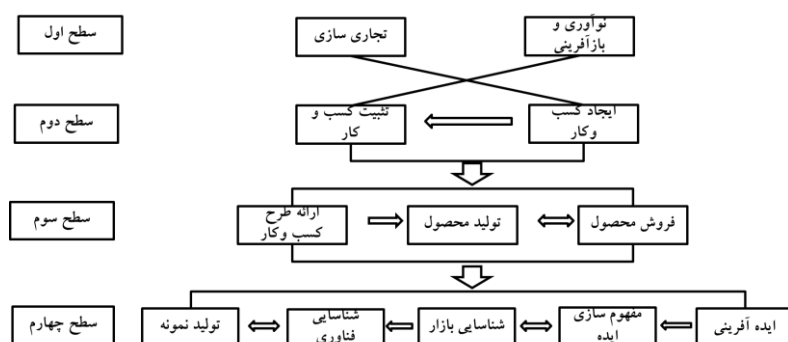 سطح اول
نوآوری و
بازآفرینی
تجاری سازی
سطح دوم
ایجاد کسب
وکار
تثبیت کسب و
کار
سطح سوم
فروش محصول
تولید محصول
ارائه طرح
کسب وکار
سطح چهارم
ایده آفرینی
مفهوم سازی
ایده
شناسایی بازار
شناسایی
فناوری
تولید نمونه